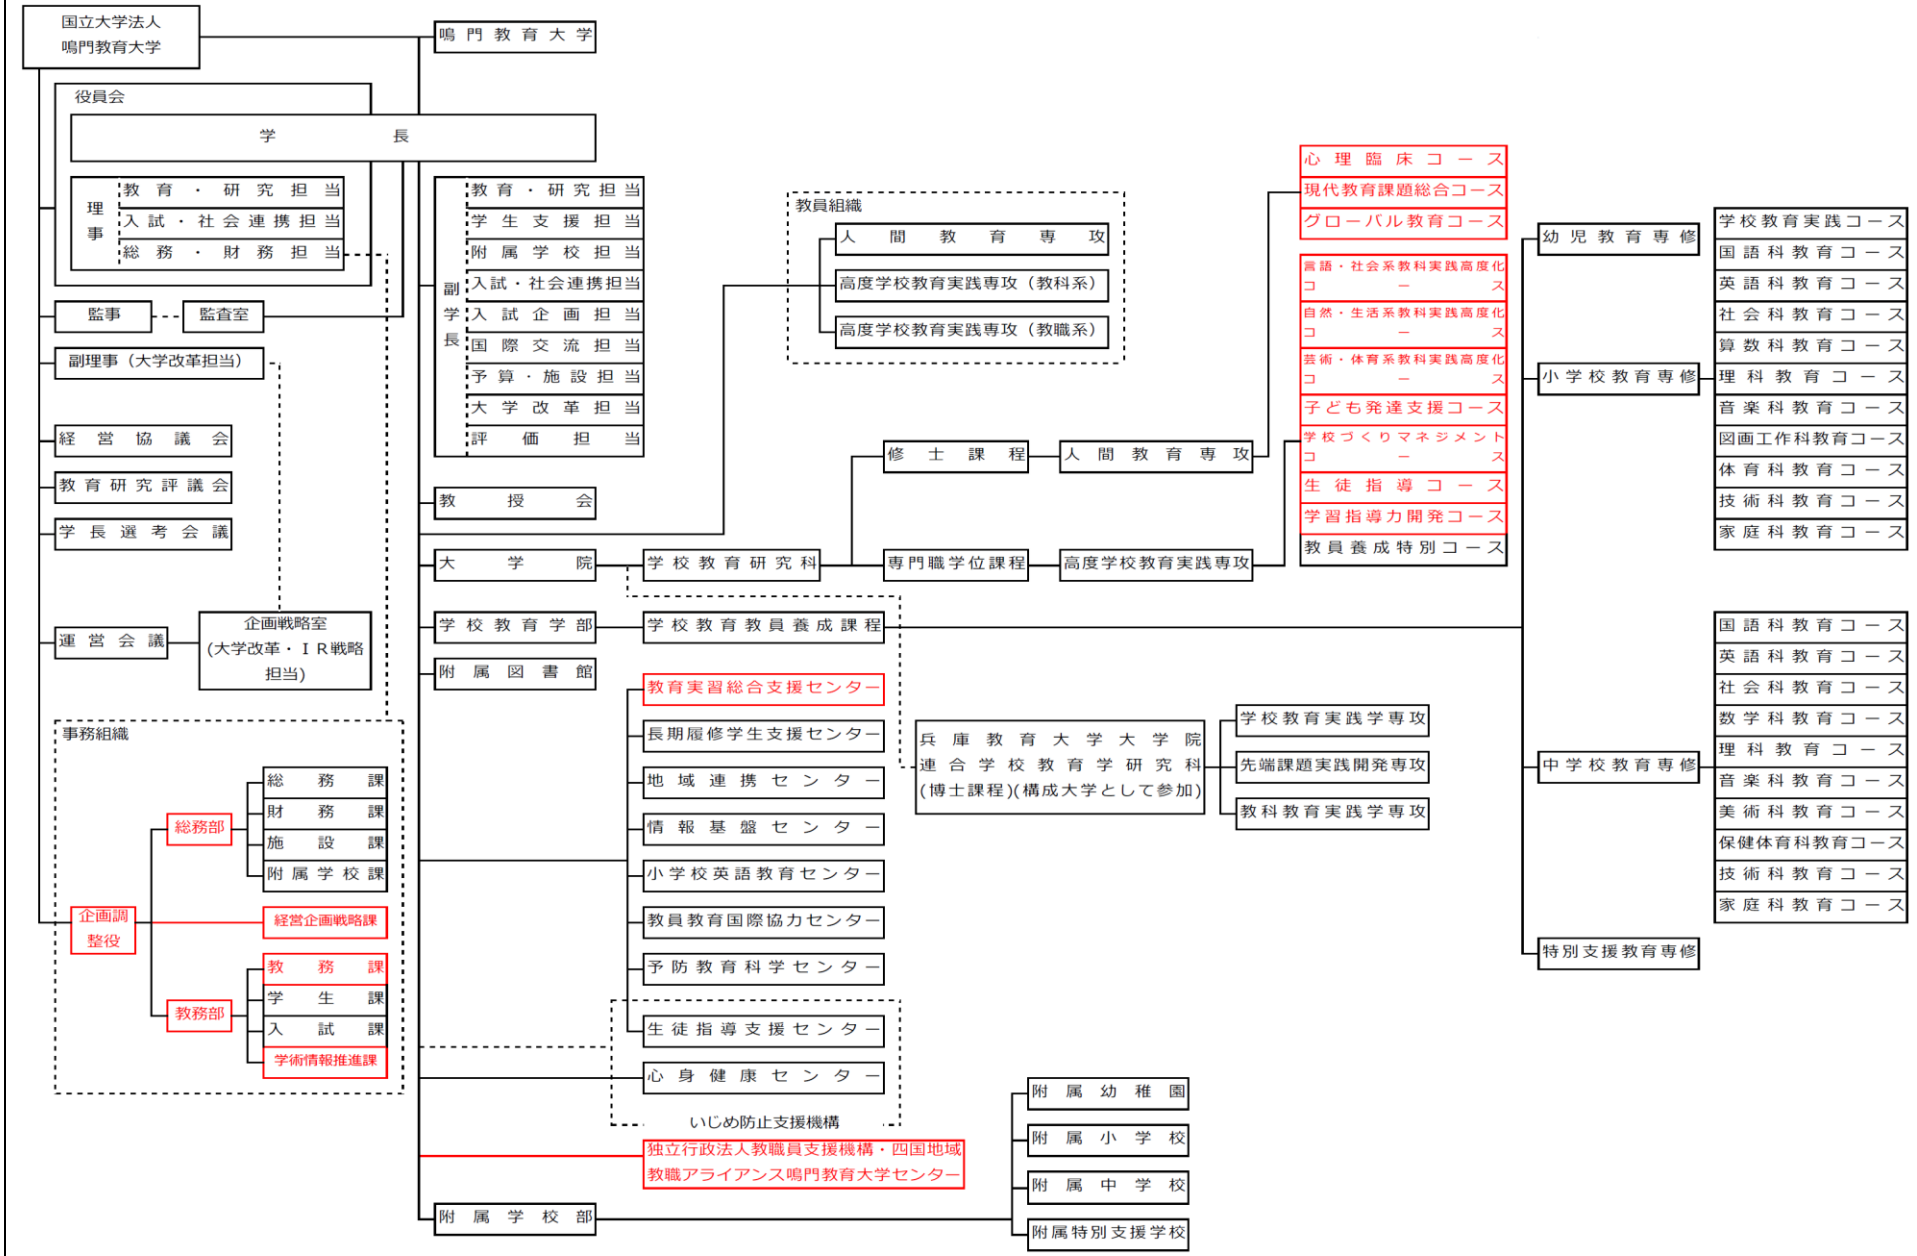 国立大学法人
鳴門教育大学
鳴門教育大学
役員会
学長
理事
教育・研究担当
入試・社会連携担当
総務・財務担当
監事
監査室
副理事（大学改革担当）
経営協議会
教育研究評議会
学長選考会議
運営会議
企画戦略室
(大学改革・ＩＲ戦略
担当)
事務組織
企画調
整役
総務部
総務課
財務課
施設課
附属学校課
経営企画戦略課
教務部
教務課
学生課
入試課
学術情報推進課
副学長
教育・研究担当
学生支援担当
附属学校担当
入試・社会連携担当
入試企画担当
国際交流担当
予算・施設担当
大学改革担当
評価担当
教授会
教員組織
人間教育専攻
高度学校教育実践専攻（教科系）
高度学校教育実践専攻（教職系）
大学院
学校教育研究科
修士課程
人間教育専攻
心理臨床コース
現代教育課題総合コース
グローバル教育コース
専門職学位課程
高度学校教育実践専攻
言語・社会系教科実践高度化
コース
自然・生活系教科実践高度化
コース
芸術・体育系教科実践高度化
コース
子ども発達支援コース
学校づくりマネジメント
コース
生徒指導コース
学習指導力開発コース
教員養成特別コース
兵庫教育大学大学院
連合学校教育学研究科
(博士課程)(構成大学として参加)
学校教育実践学専攻
先端課題実践開発専攻
教科教育実践学専攻
学校教育学部
学校教育教員養成課程
幼児教育専修
小学校教育専修
学校教育実践コース
国語科教育コース
英語科教育コース
社会科教育コース
算数科教育コース
理科教育コース
音楽科教育コース
図画工作科教育コース
体育科教育コース
技術科教育コース
家庭科教育コース
中学校教育専修
国語科教育コース
英語科教育コース
社会科教育コース
数学科教育コース
理科教育コース
音楽科教育コース
美術科教育コース
保健体育科教育コース
技術科教育コース
家庭科教育コース
特別支援教育専修
附属図書館
教育実習総合支援センター
長期履修学生支援センター
地域連携センター
情報基盤センター
小学校英語教育センター
教員教育国際協力センター
予防教育科学センター
生徒指導支援センター
心身健康センター
いじめ防止支援機構
独立行政法人教職員支援機構・四国地域
教職アライアンス鳴門教育大学センター
附属学校部
附属幼稚園
附属小学校
附属中学校
附属特別支援学校